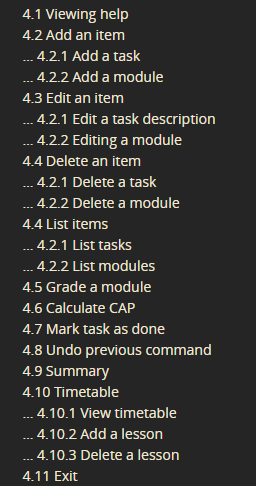 4.1 Viewing help
4.2 Add an item
... 4.2.1 Add a task
... 4.2.2 Add a module
4.3 Edit an item
... 4.2.1 Edit a task description
... 4.2.2 Editing a module
4.4 Delete an item
... 4.2.1 Delete a task
... 4.2.2 Delete a module
4.4 List items
... 4.2.1 List tasks
... 4.2.2 List modules
4.5 Grade a module
4.6 Calculate CAP
4.7 Mark task as done
4.8 Undo previous command
4.9 Summary
4.10 Timetable
... 4.10.1 View timetable
... 4.10.2 Add a lesson
... 4.10.3 Delete a lesson
4.11 Exit